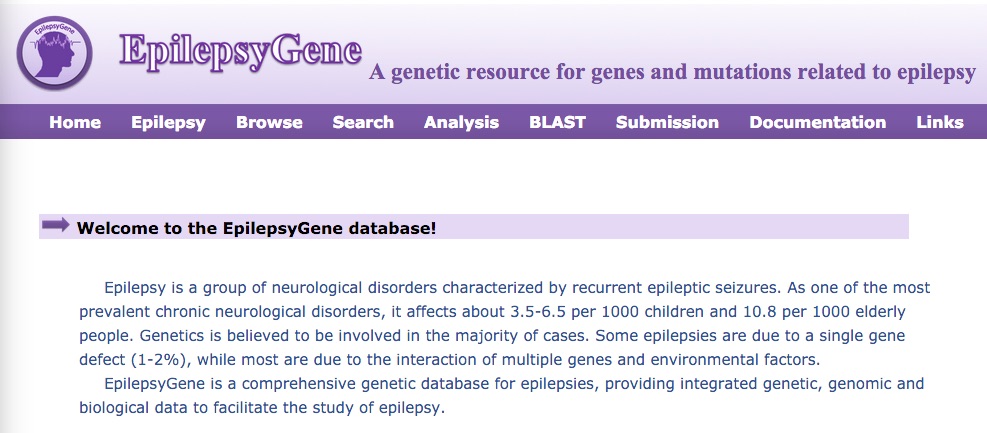 EpilepsyGene
EpilepsyGene
A genetic resource for genes and mutations related to epilepsy
Home Epilepsy Browse Search Analysis BLAST Submission Documentation Links
Welcome to the EpilepsyGene database!
Epilepsy is a group of neurological disorders characterized by recurrent epileptic seizures. As one of the most
prevalent chronic neurological disorders, it affects about 3.5-6.5 per 1000 children and 10.8 per 1000 elderly
people. Genetics is believed to be involved in the majority of cases. Some epilepsies are due to a single gene
defect (1-2%), while most are due to the interaction of multiple genes and environmental factors.
EpilepsyGene is a comprehensive genetic database for epilepsies, providing integrated genetic, genomic and
biological data to facilitate the study of epilepsy.